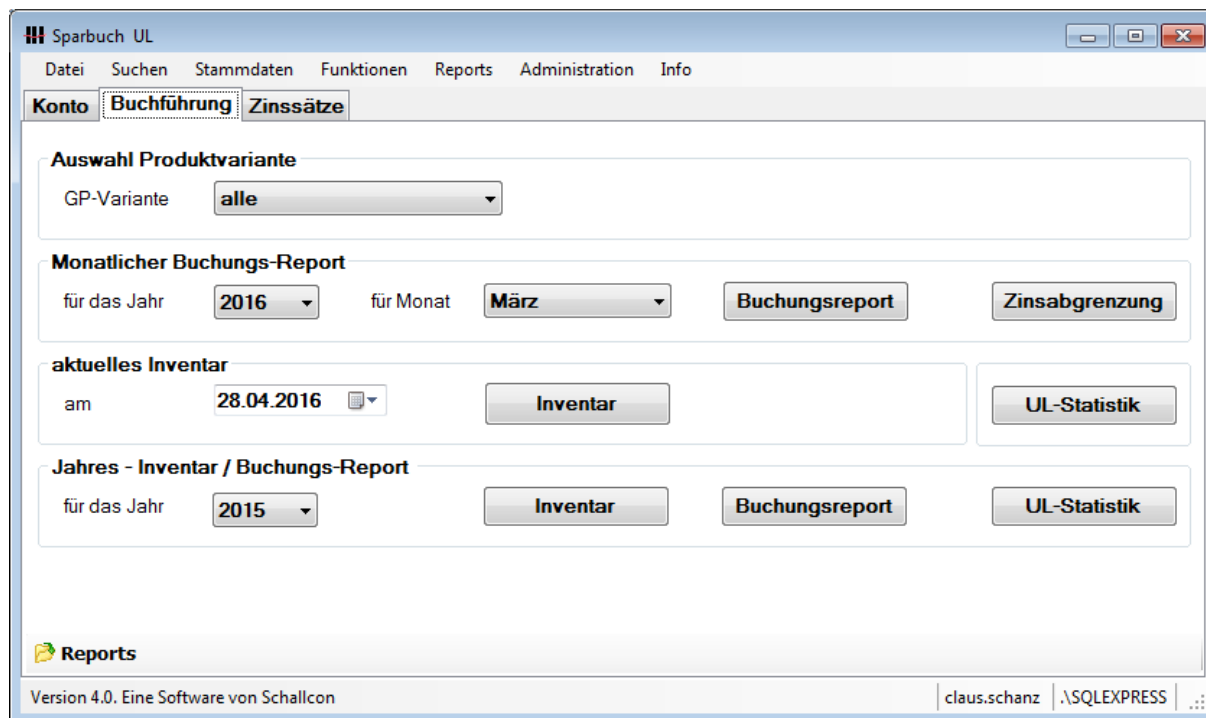 Sparbuch UL
Datei Suchen Stammdaten Funktionen Reports Administration Info
Konto Buchführung Zinssätze
Auswahl Produktvariante
GP-Variante alle
Monatlicher Buchungs-Report
für das Jahr 2016 für Monat März Buchungsreport Zinsabgrenzung
aktuelles Inventar
am 28.04.2016 Inventar UL-Statistik
Jahres - Inventar / Buchungs-Report
für das Jahr 2015 Inventar Buchungsreport UL-Statistik
Reports
Version 4.0. Eine Software von Schallcon claus.schanz .\SQLEXPRESS